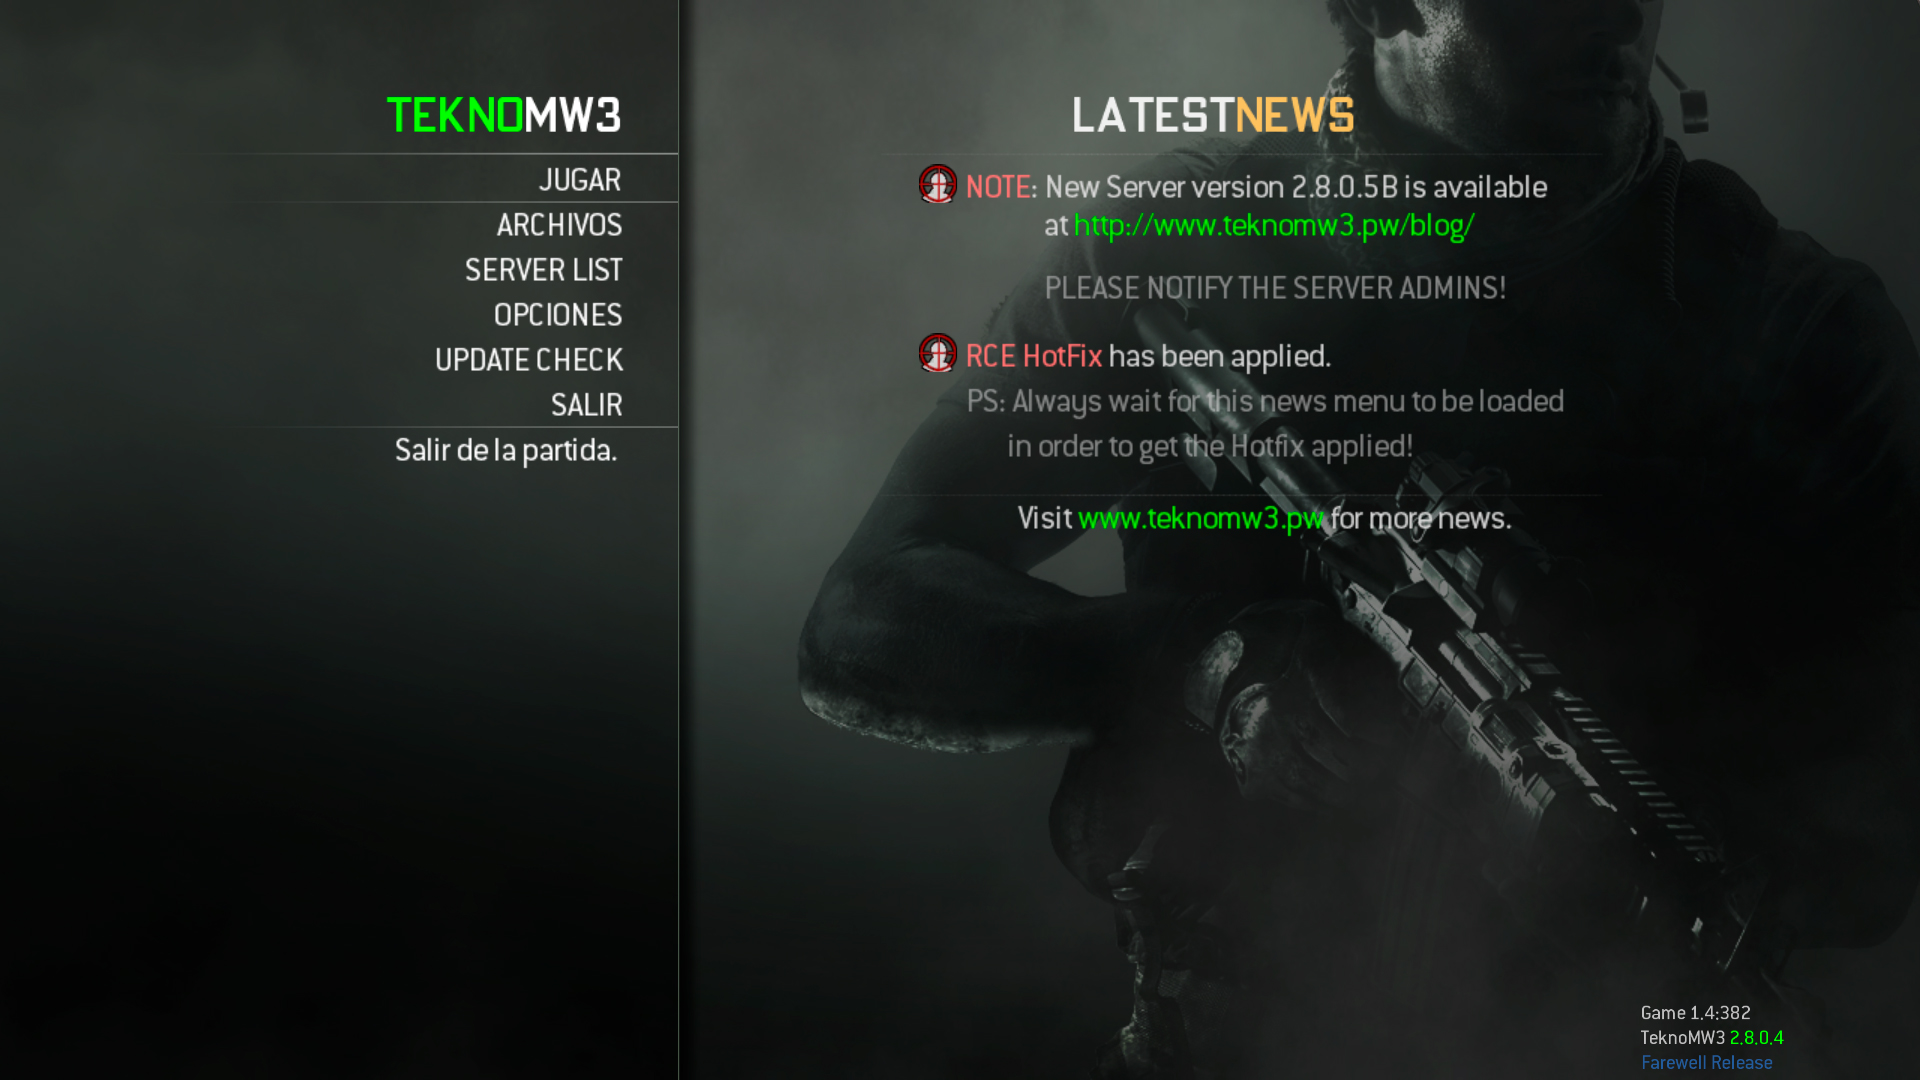 TEKNOMW3
JUGAR
ARCHIVOS
SERVER LIST
OPCIONES
UPDATE CHECK
SALIR
Salir de la partida.
LATESTNEWS
NOTE: New Server version 2.8.0.5B is available
at http://www.teknomw3.pw/blog/
PLEASE NOTIFY THE SERVER ADMINS!
RCE HotFix has been applied.
PS: Always wait for this news menu to be loaded
in order to get the Hotfix applied!
Visit www.teknomw3.pw for more news.
Game 1.4:382
TeknoMW3 2.8.0.4
Farewell Release